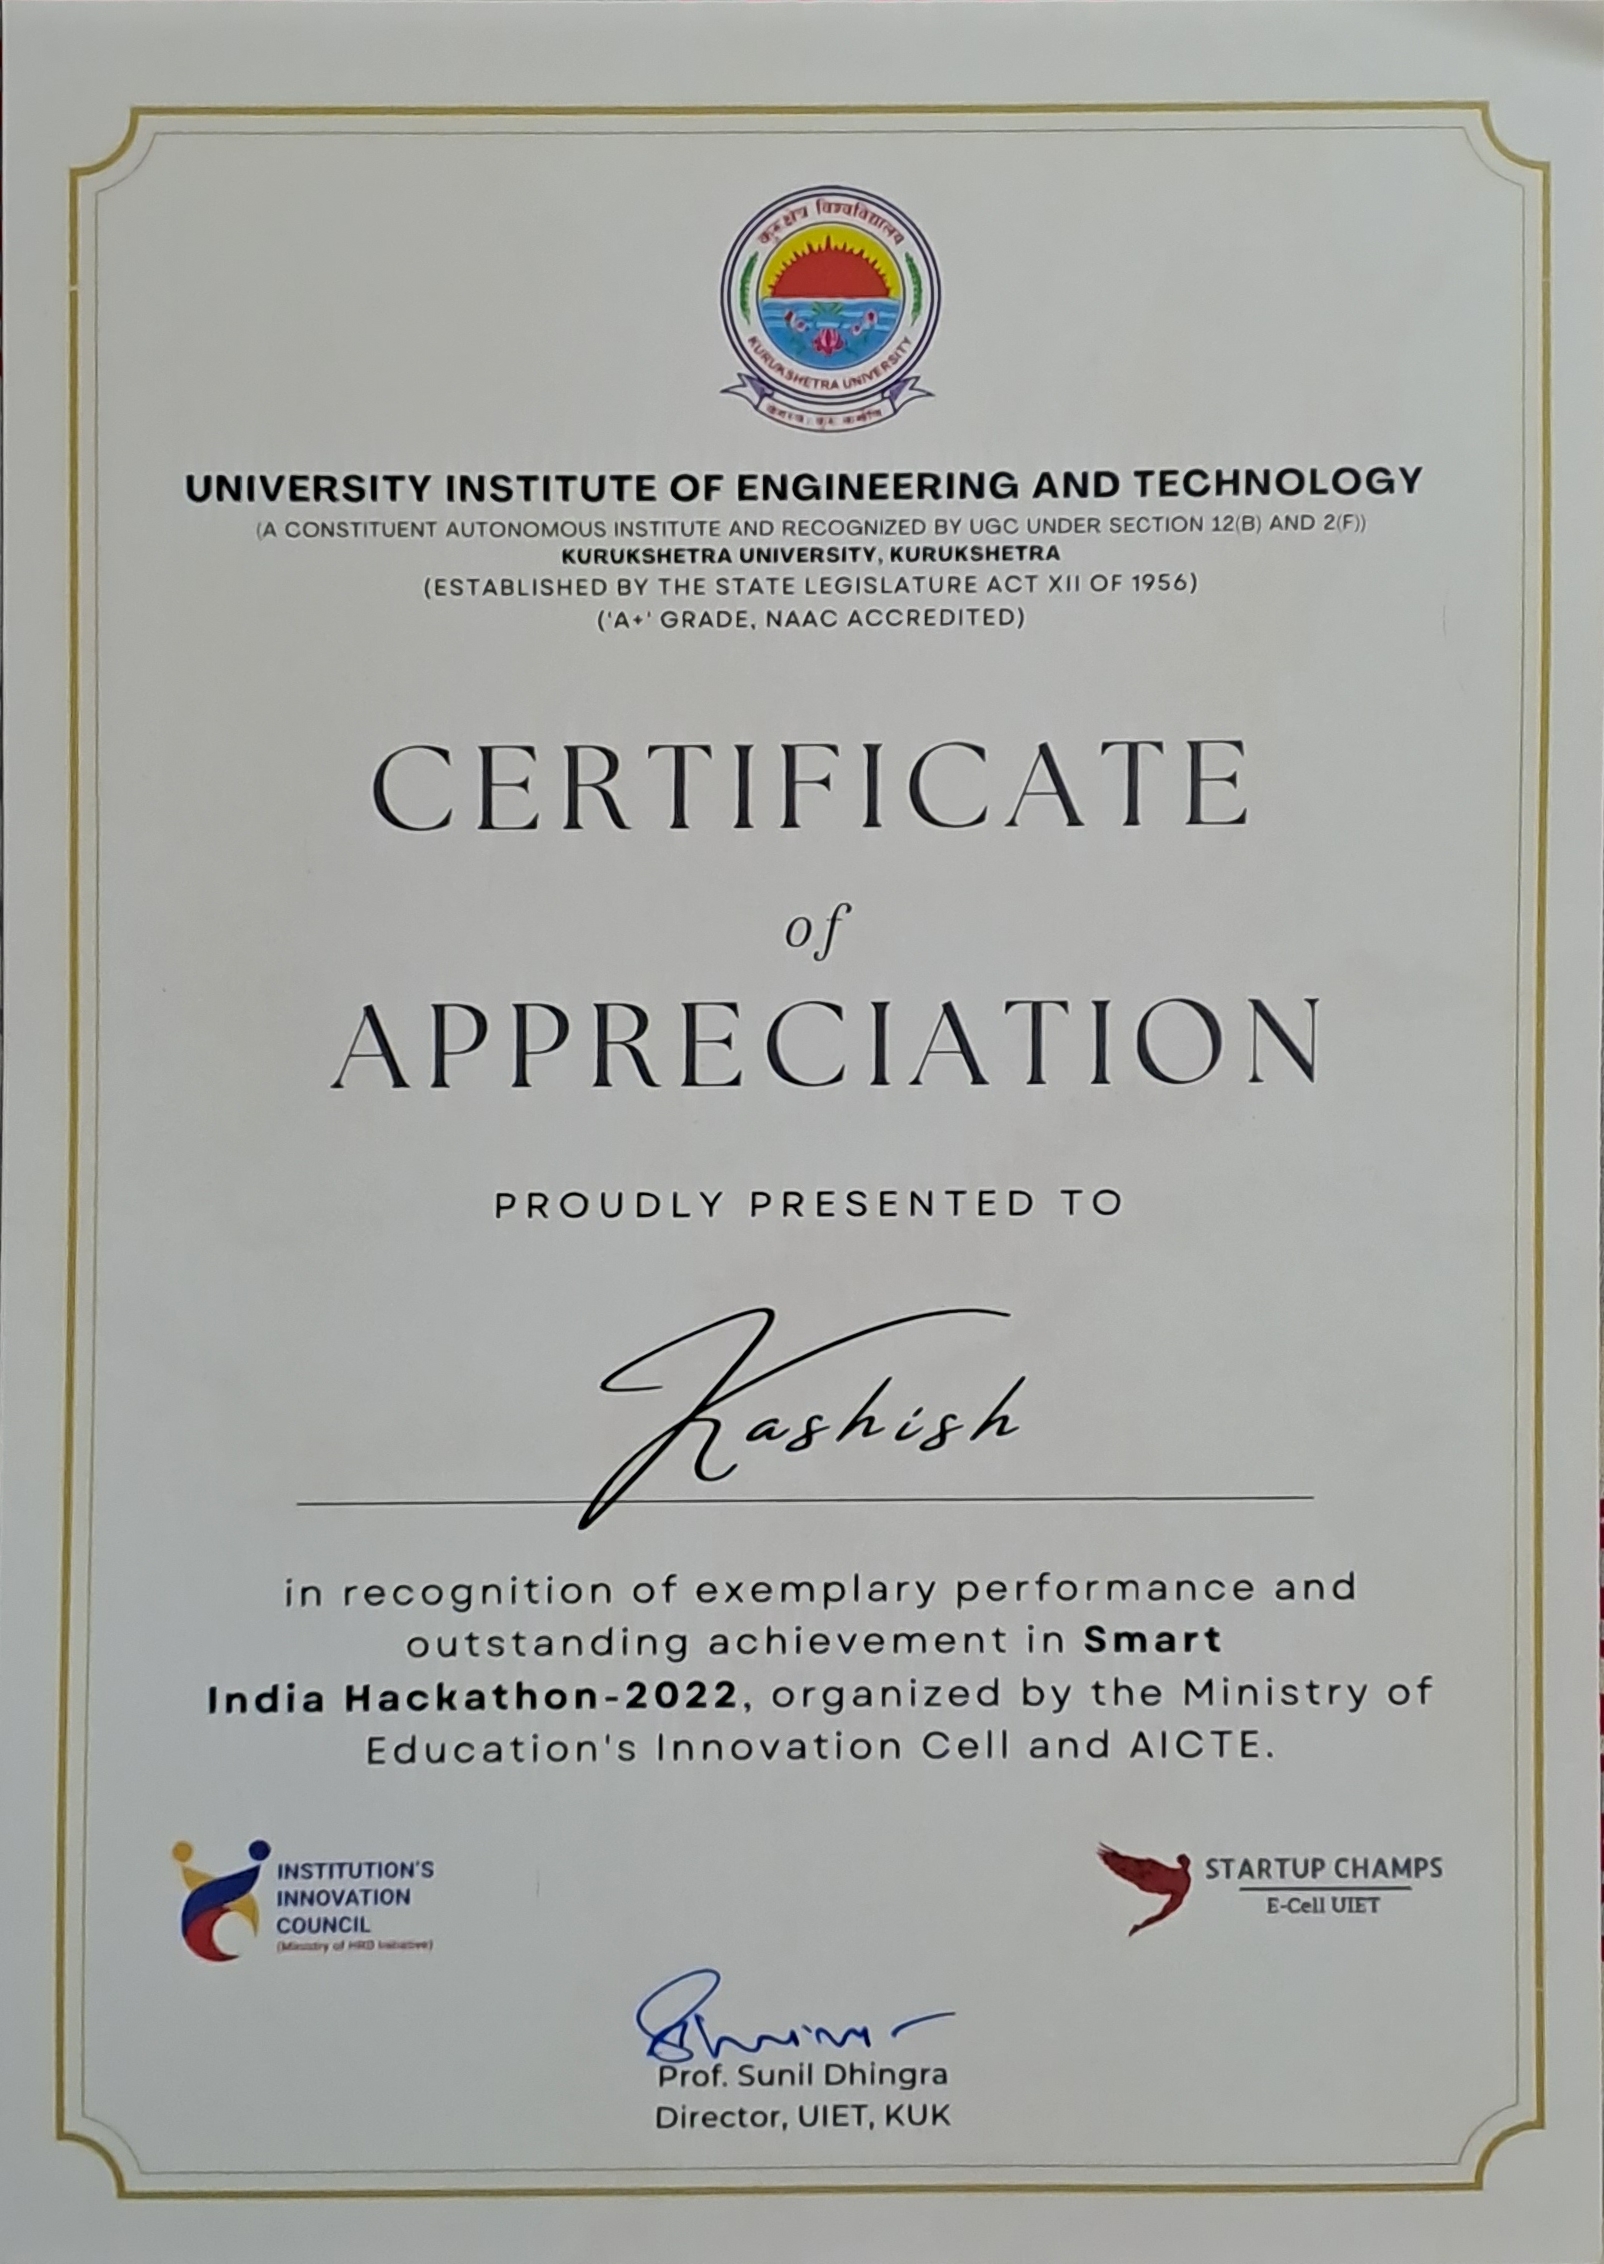 कुरुक्षेत्र विश्वविद्यालय
KURUKSHETRA UNIVERSITY
UNIVERSITY INSTITUTE OF ENGINEERING AND TECHNOLOGY
(A CONSTITUENT AUTONOMOUS INSTITUTE AND RECOGNIZED BY UGC UNDER SECTION 12(B) AND 2(F))
KURUKSHETRA UNIVERSITY, KURUKSHETRA
(ESTABLISHED BY THE STATE LEGISLATURE ACT XII OF 1956)
('A+' GRADE, NAAC ACCREDITED)
CERTIFICATE
of
APPRECIATION
PROUDLY PRESENTED TO
Kashish
in recognition of exemplary performance and
outstanding achievement in Smart
India Hackathon-2022, organized by the Ministry of
Education's Innovation Cell and AICTE.
INSTITUTION'S
INNOVATION
COUNCIL
(Ministry of HRD Initiative)
STARTUP CHAMPS
E-Cell UIET
Prof. Sunil Dhingra
Director, UIET, KUK